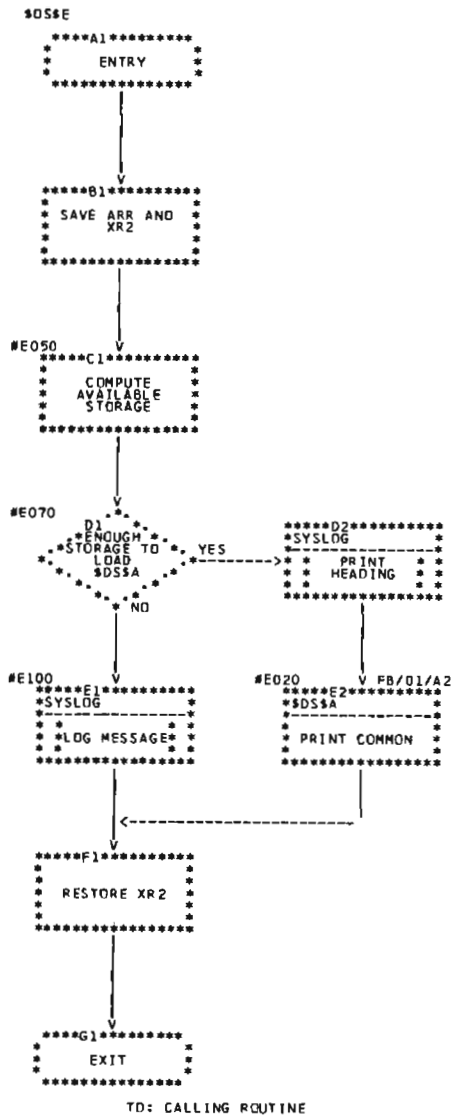 $DS$E
A1
ENTRY
B1
SAVE ARR AND
XR2
#E050
C1
COMPUTE
AVAILABLE
STORAGE
#E070
D1
ENOUGH
STORAGE TO
LOAD
$DS$A
YES
NO
D2
SYSLOG
PRINT
HEADING
#E100
E1
SYSLOG
LOG MESSAGE
#E020
FB/01/A2
E2
$DS$A
PRINT COMMON
F1
RESTORE XR2
G1
EXIT
TO: CALLING ROUTINE